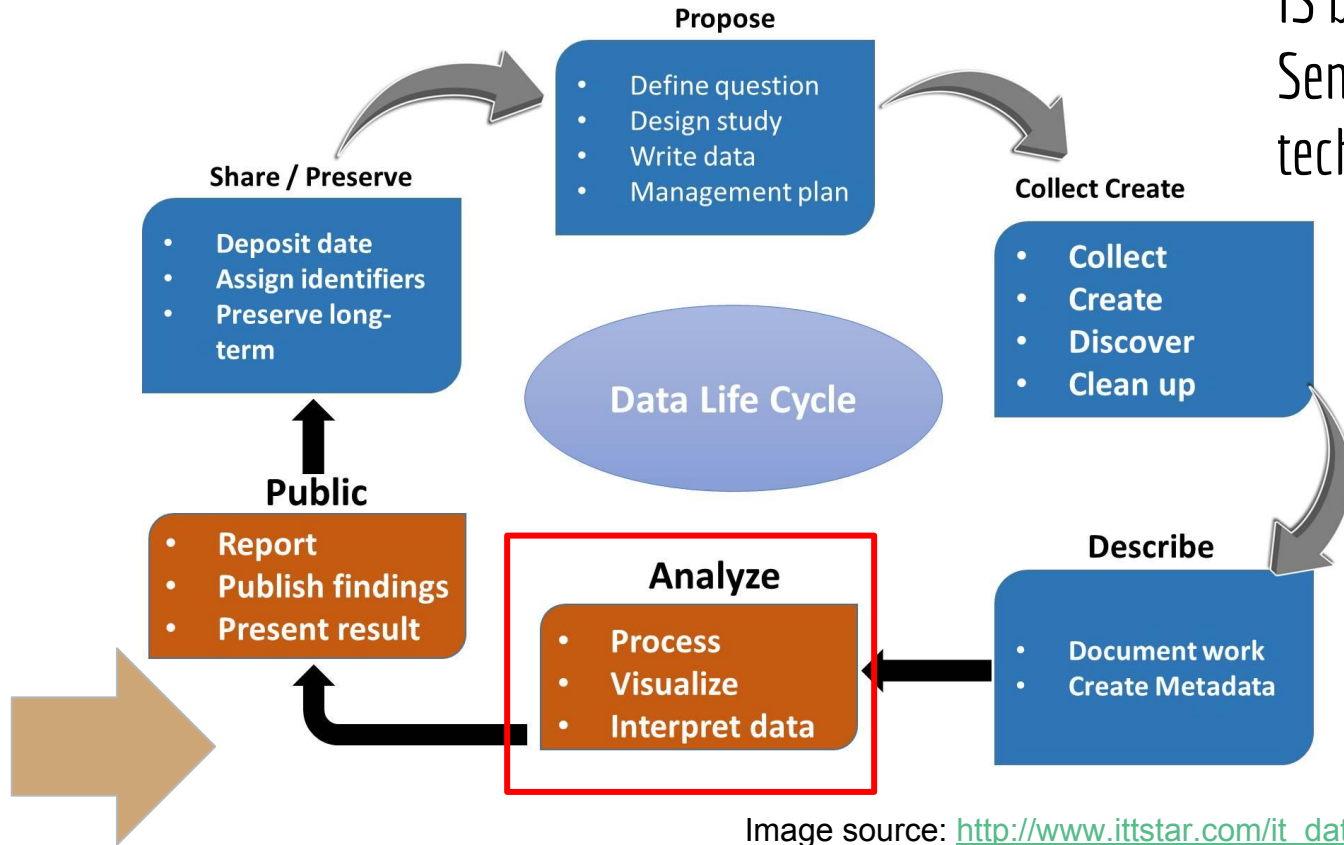 Propose
• Define question
• Design study
• Write data
• Management plan
Collect Create
• Collect
• Create
• Discover
• Clean up
Describe
• Document work
• Create Metadata
Analyze
• Process
• Visualize
• Interpret data
Public
• Report
• Publish findings
• Present result
Share / Preserve
• Deposit date
• Assign identifiers
• Preserve long-
term
Data Life Cycle
Image source: http://www.ittstar.com/it_dat